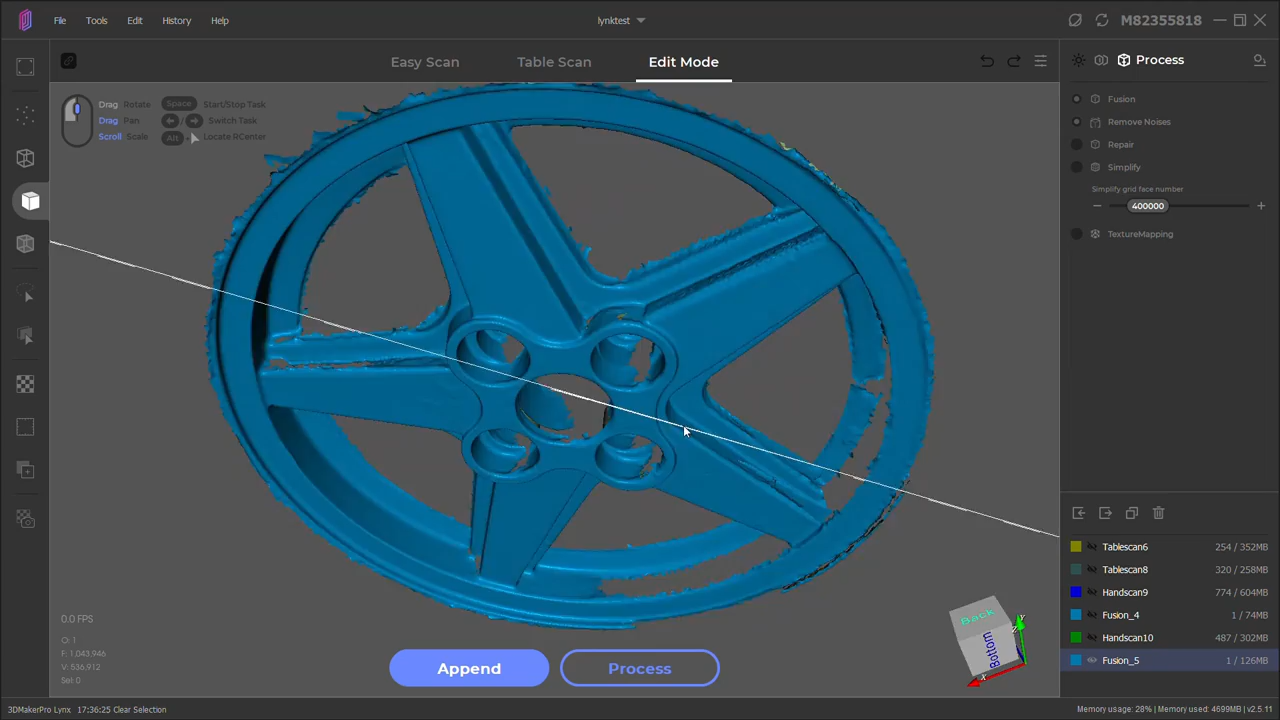 File Tools Edit History Help
lynktest
M82355818
Easy Scan Table Scan Edit Mode
Process
Drag Rotate Space Start/Stop Task
Drag Pan Switch Task
Scroll Scale Alt Locate RCenter
Fusion
Remove Noises
Repair
Simplify
Simplify grid face number
− 400000 +
TextureMapping
Tablescan6 254 / 352MB
Tablescan8 320 / 258MB
Handscan9 774 / 604MB
Fusion_4 1 / 74MB
Handscan10 487 / 302MB
Fusion_5 1 / 126MB
0.0 FPS
O: 1
F: 1.043.946
V: 536.912
Sel: 0
Append Process
Back
Bottom
Y
X
3DMakerPro Lynx 17:36:25 Clear Selection
Memory usage: 28% | Memory used: 4699MB | v2.5.11